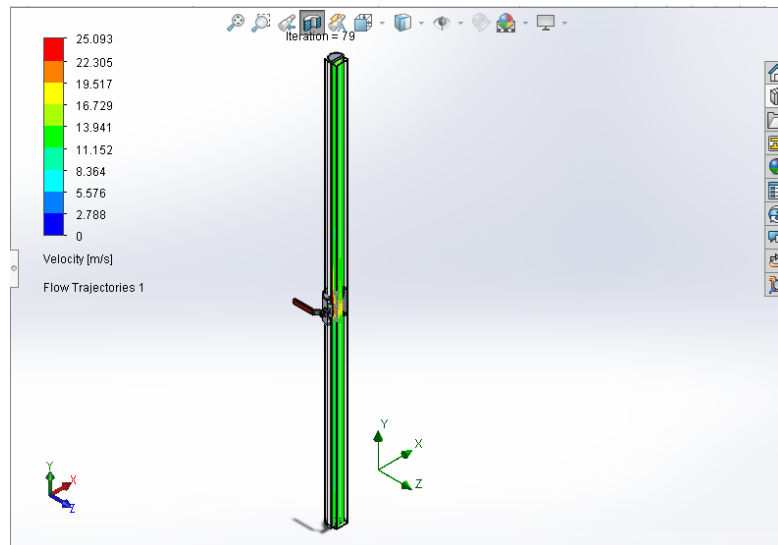 Iteration = 79
25.093
22.305
19.517
16.729
13.941
11.152
8.364
5.576
2.788
0
Velocity [m/s]
Flow Trajectories 1
Y
X
Z
Y
X
Z